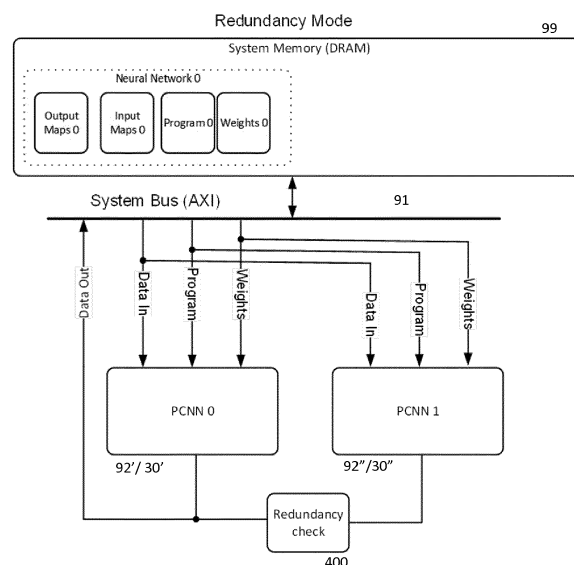 Redundancy Mode
99
System Memory (DRAM)
Neural Network 0
Output
Maps 0
Input
Maps 0
Program 0
Weights 0
System Bus (AXI)
91
Data Out
Data In
Program
Weights
Data In
Program
Weights
PCNN 0
PCNN 1
92'/ 30'
92"/30"
Redundancy
check
400